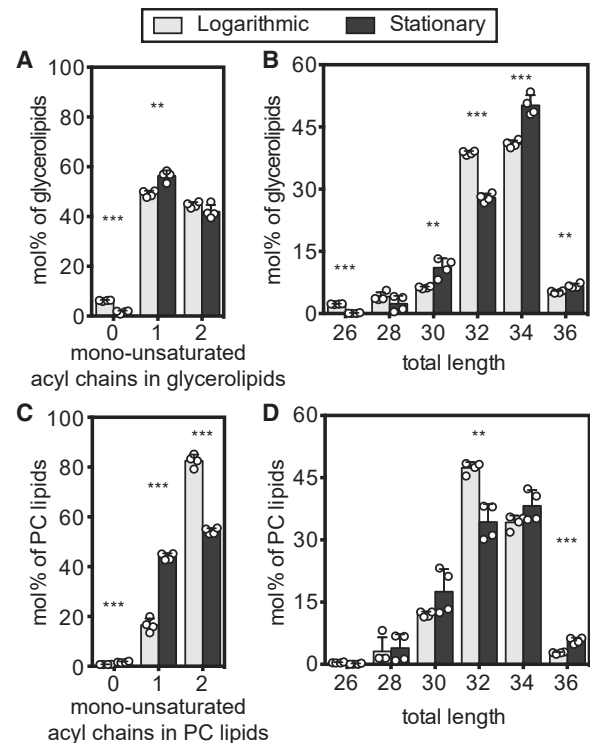 Logarithmic Stationary
A
mol% of glycerolipids
100
80
60
40
20
0
***
**
0 1 2
mono-unsaturated
acyl chains in glycerolipids
B
mol% of glycerolipids
60
45
30
15
0
***
**
***
***
**
26 28 30 32 34 36
total length
C
mol% of PC lipids
100
80
60
40
20
0
***
***
***
0 1 2
mono-unsaturated
acyl chains in PC lipids
D
mol% of PC lipids
60
45
30
15
0
**
***
26 28 30 32 34 36
total length